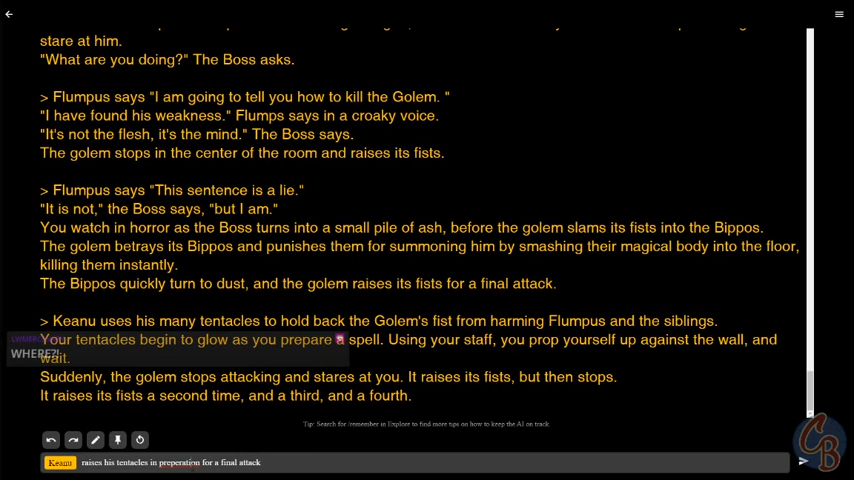 stare at him.
"What are you doing?" The Boss asks.
> Flumpus says "I am going to tell you how to kill the Golem. "
"I have found his weakness." Flumps says in a croaky voice.
"It's not the flesh, it's the mind." The Boss says.
The golem stops in the center of the room and raises its fists.
> Flumpus says "This sentence is a lie."
"It is not," the Boss says, "but I am."
You watch in horror as the Boss turns into a small pile of ash, before the golem slams its fists into the Bippos.
The golem betrays its Bippos and punishes them for summoning him by smashing their magical body into the floor,
killing them instantly.
The Bippos quickly turn to dust, and the golem raises its fists for a final attack.
> Keanu uses his many tentacles to hold back the Golem's fist from harming Flumpus and the siblings.
Your tentacles begin to glow as you prepare a spell. Using your staff, you prop yourself up against the wall, and
WHERE?!
wait.
Suddenly, the golem stops attacking and stares at you. It raises its fists, but then stops.
It raises its fists a second time, and a third, and a fourth.
Tip: Search for /remember in Explore to find more tips on how to keep the AI on track.
Keanu raises his tentacles in preperation for a final attack
CB